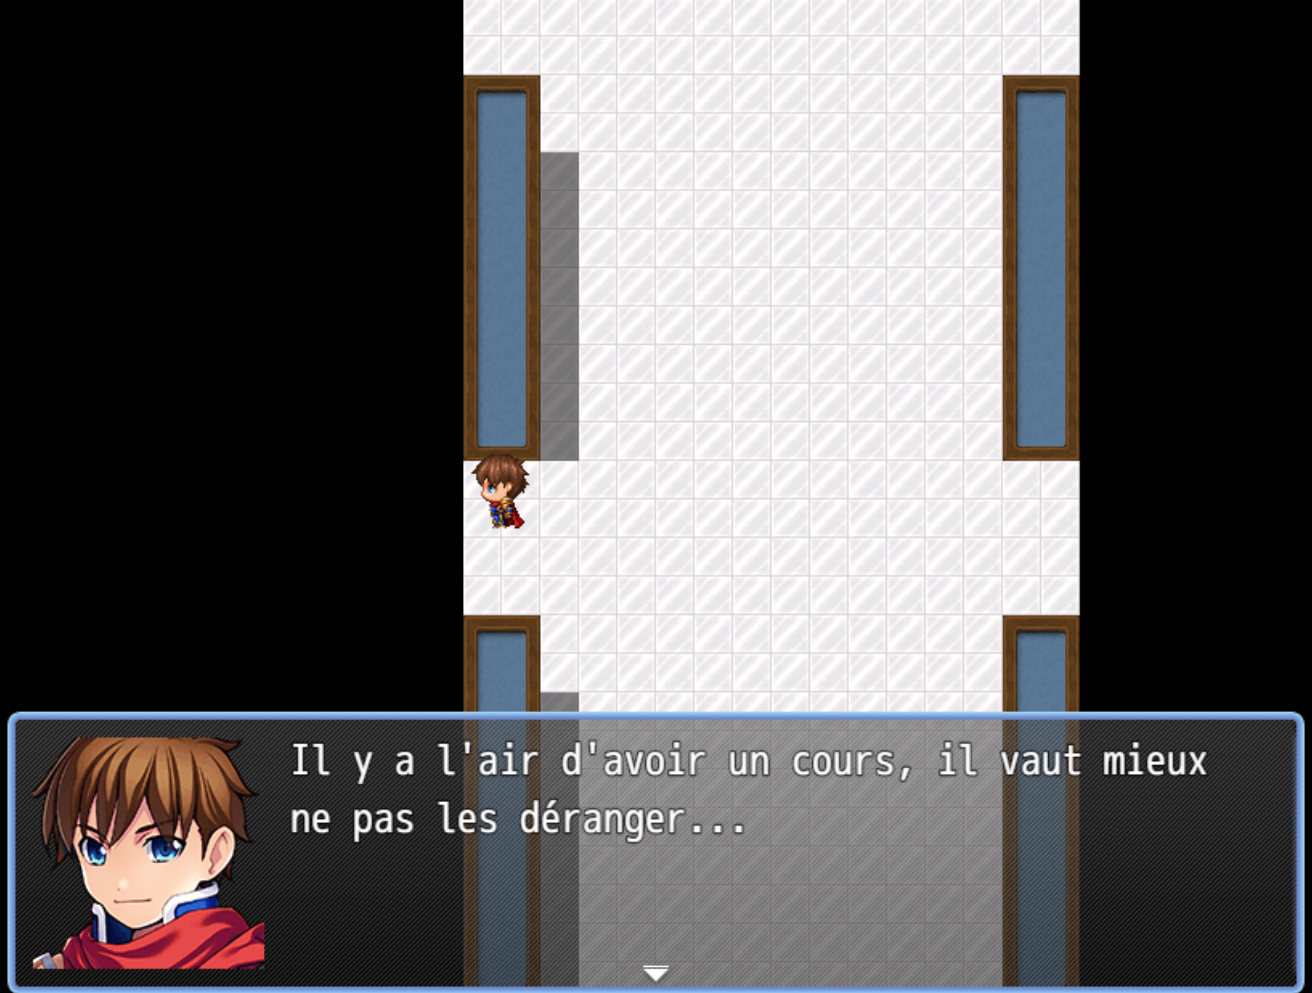 Il y a l'air d'avoir un cours, il vaut mieux
ne pas les déranger...